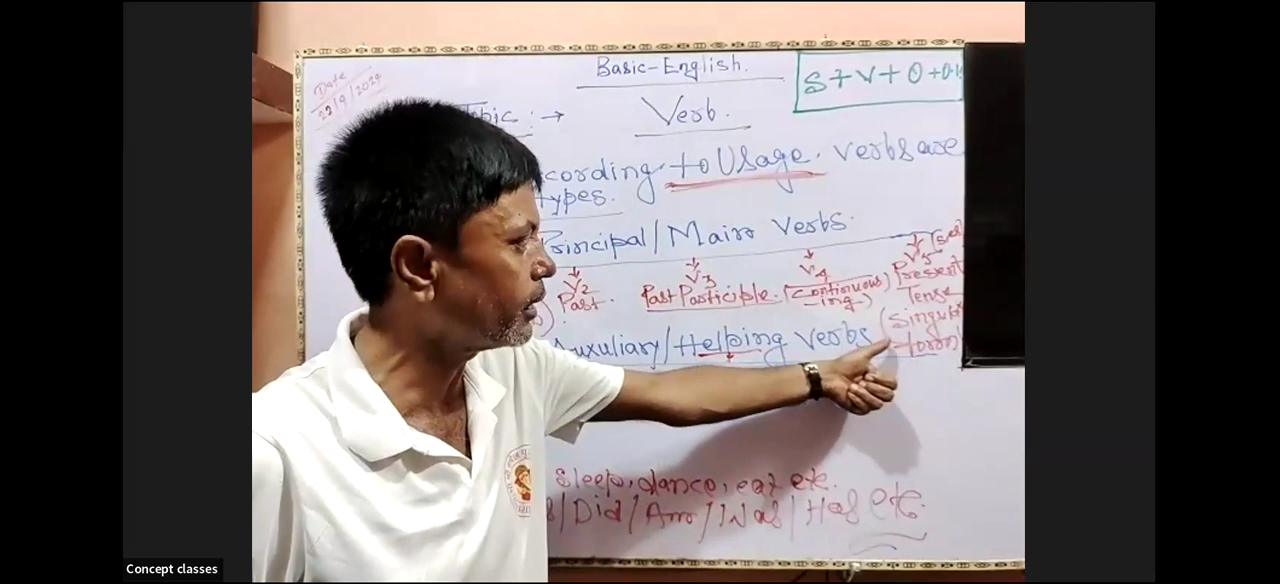 Date
22/9/2024
Basic-English.
S+V+O+O.
Topic :→ Verb.
cording to Usage. Verbs are
types.
Principal/Main Verbs.
V2 V3 V4 V5
Past. Past Participle. (Continuous) Present
-ing) Tense
(Singular
form)
Auxuliary/Helping Verbs
Sleep, dance, eat etc.
/Did/Am/Was/Has etc.
Concept classes